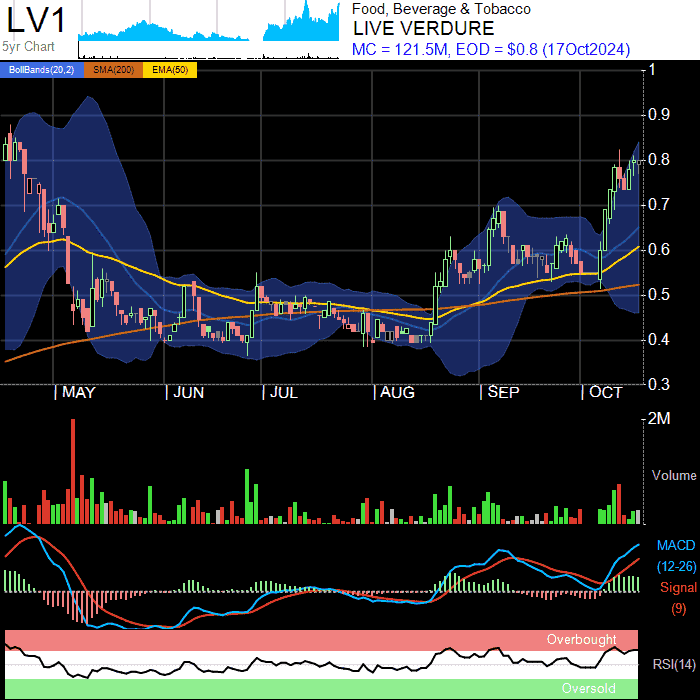 LV1
5yr Chart
Food, Beverage & Tobacco
LIVE VERDURE
MC = 121.5M, EOD = $0.8 (17Oct2024)
BollBands(20,2) SMA(200) EMA(50)
1
0.9
0.8
0.7
0.6
0.5
0.4
0.3
MAY JUN JUL AUG SEP OCT
2M
Volume
MACD
(12-26)
Signal
(9)
Overbought
RSI(14)
Oversold